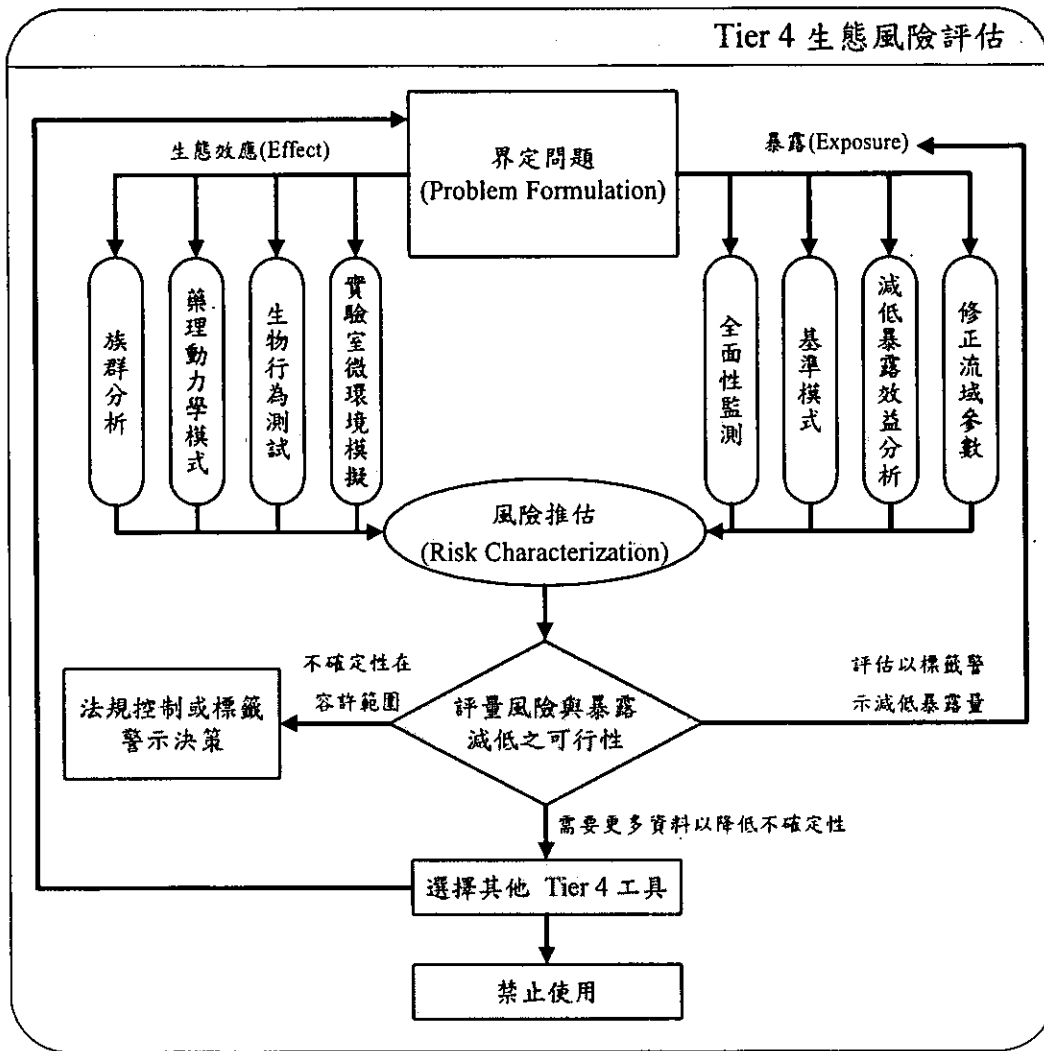 Tier 4 生態風險評估
生態效應(Effect)
界定問題
(Problem Formulation)
暴露(Exposure)
族群分析
藥理動力學模式
生物行為測試
實驗室微環境模擬
全面性監測
基準模式
減低暴露效益分析
修正流域參數
風險推估
(Risk Characterization)
不確定性在
容許範圍
評估以標籤警
示減低暴露量
法規控制或標籤
警示決策
評量風險與暴露
減低之可行性
需要更多資料以降低不確定性
選擇其他 Tier 4 工具
禁止使用